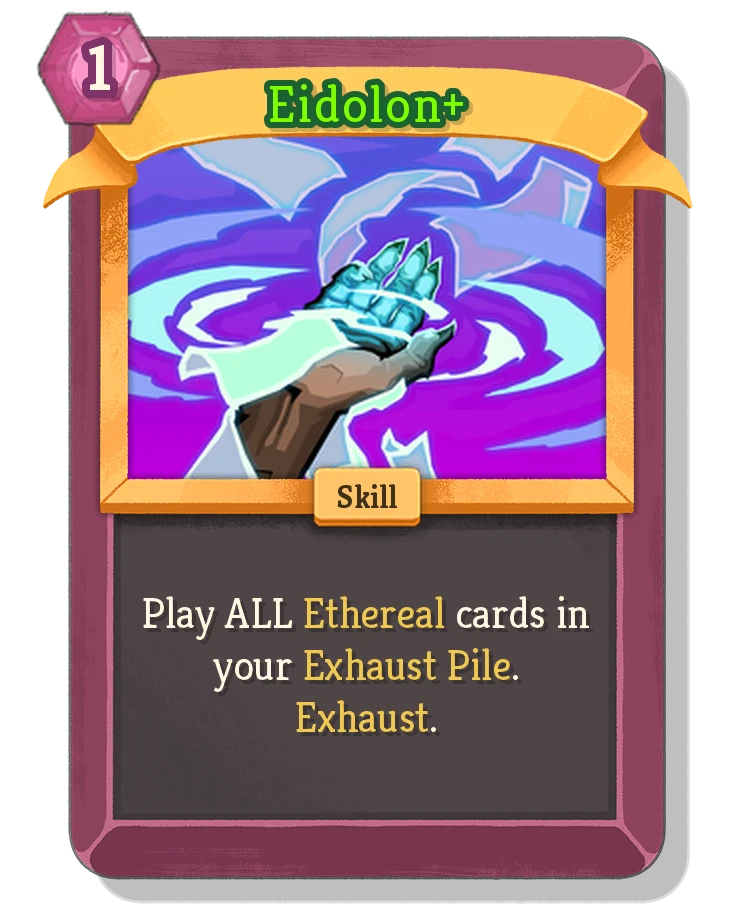 1
Eidolon+
Skill
Play ALL Ethereal cards in
your Exhaust Pile.
Exhaust.